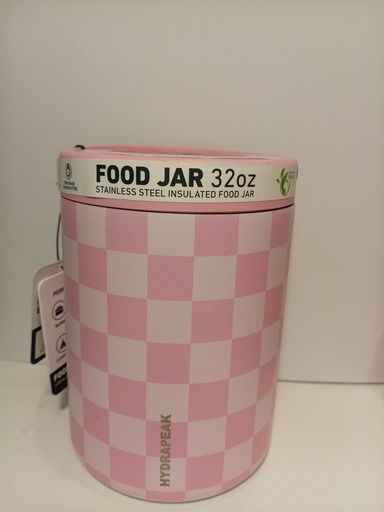 FOOD JAR 32oz
STAINLESS STEEL INSULATED FOOD JAR
HYDRAPEAK